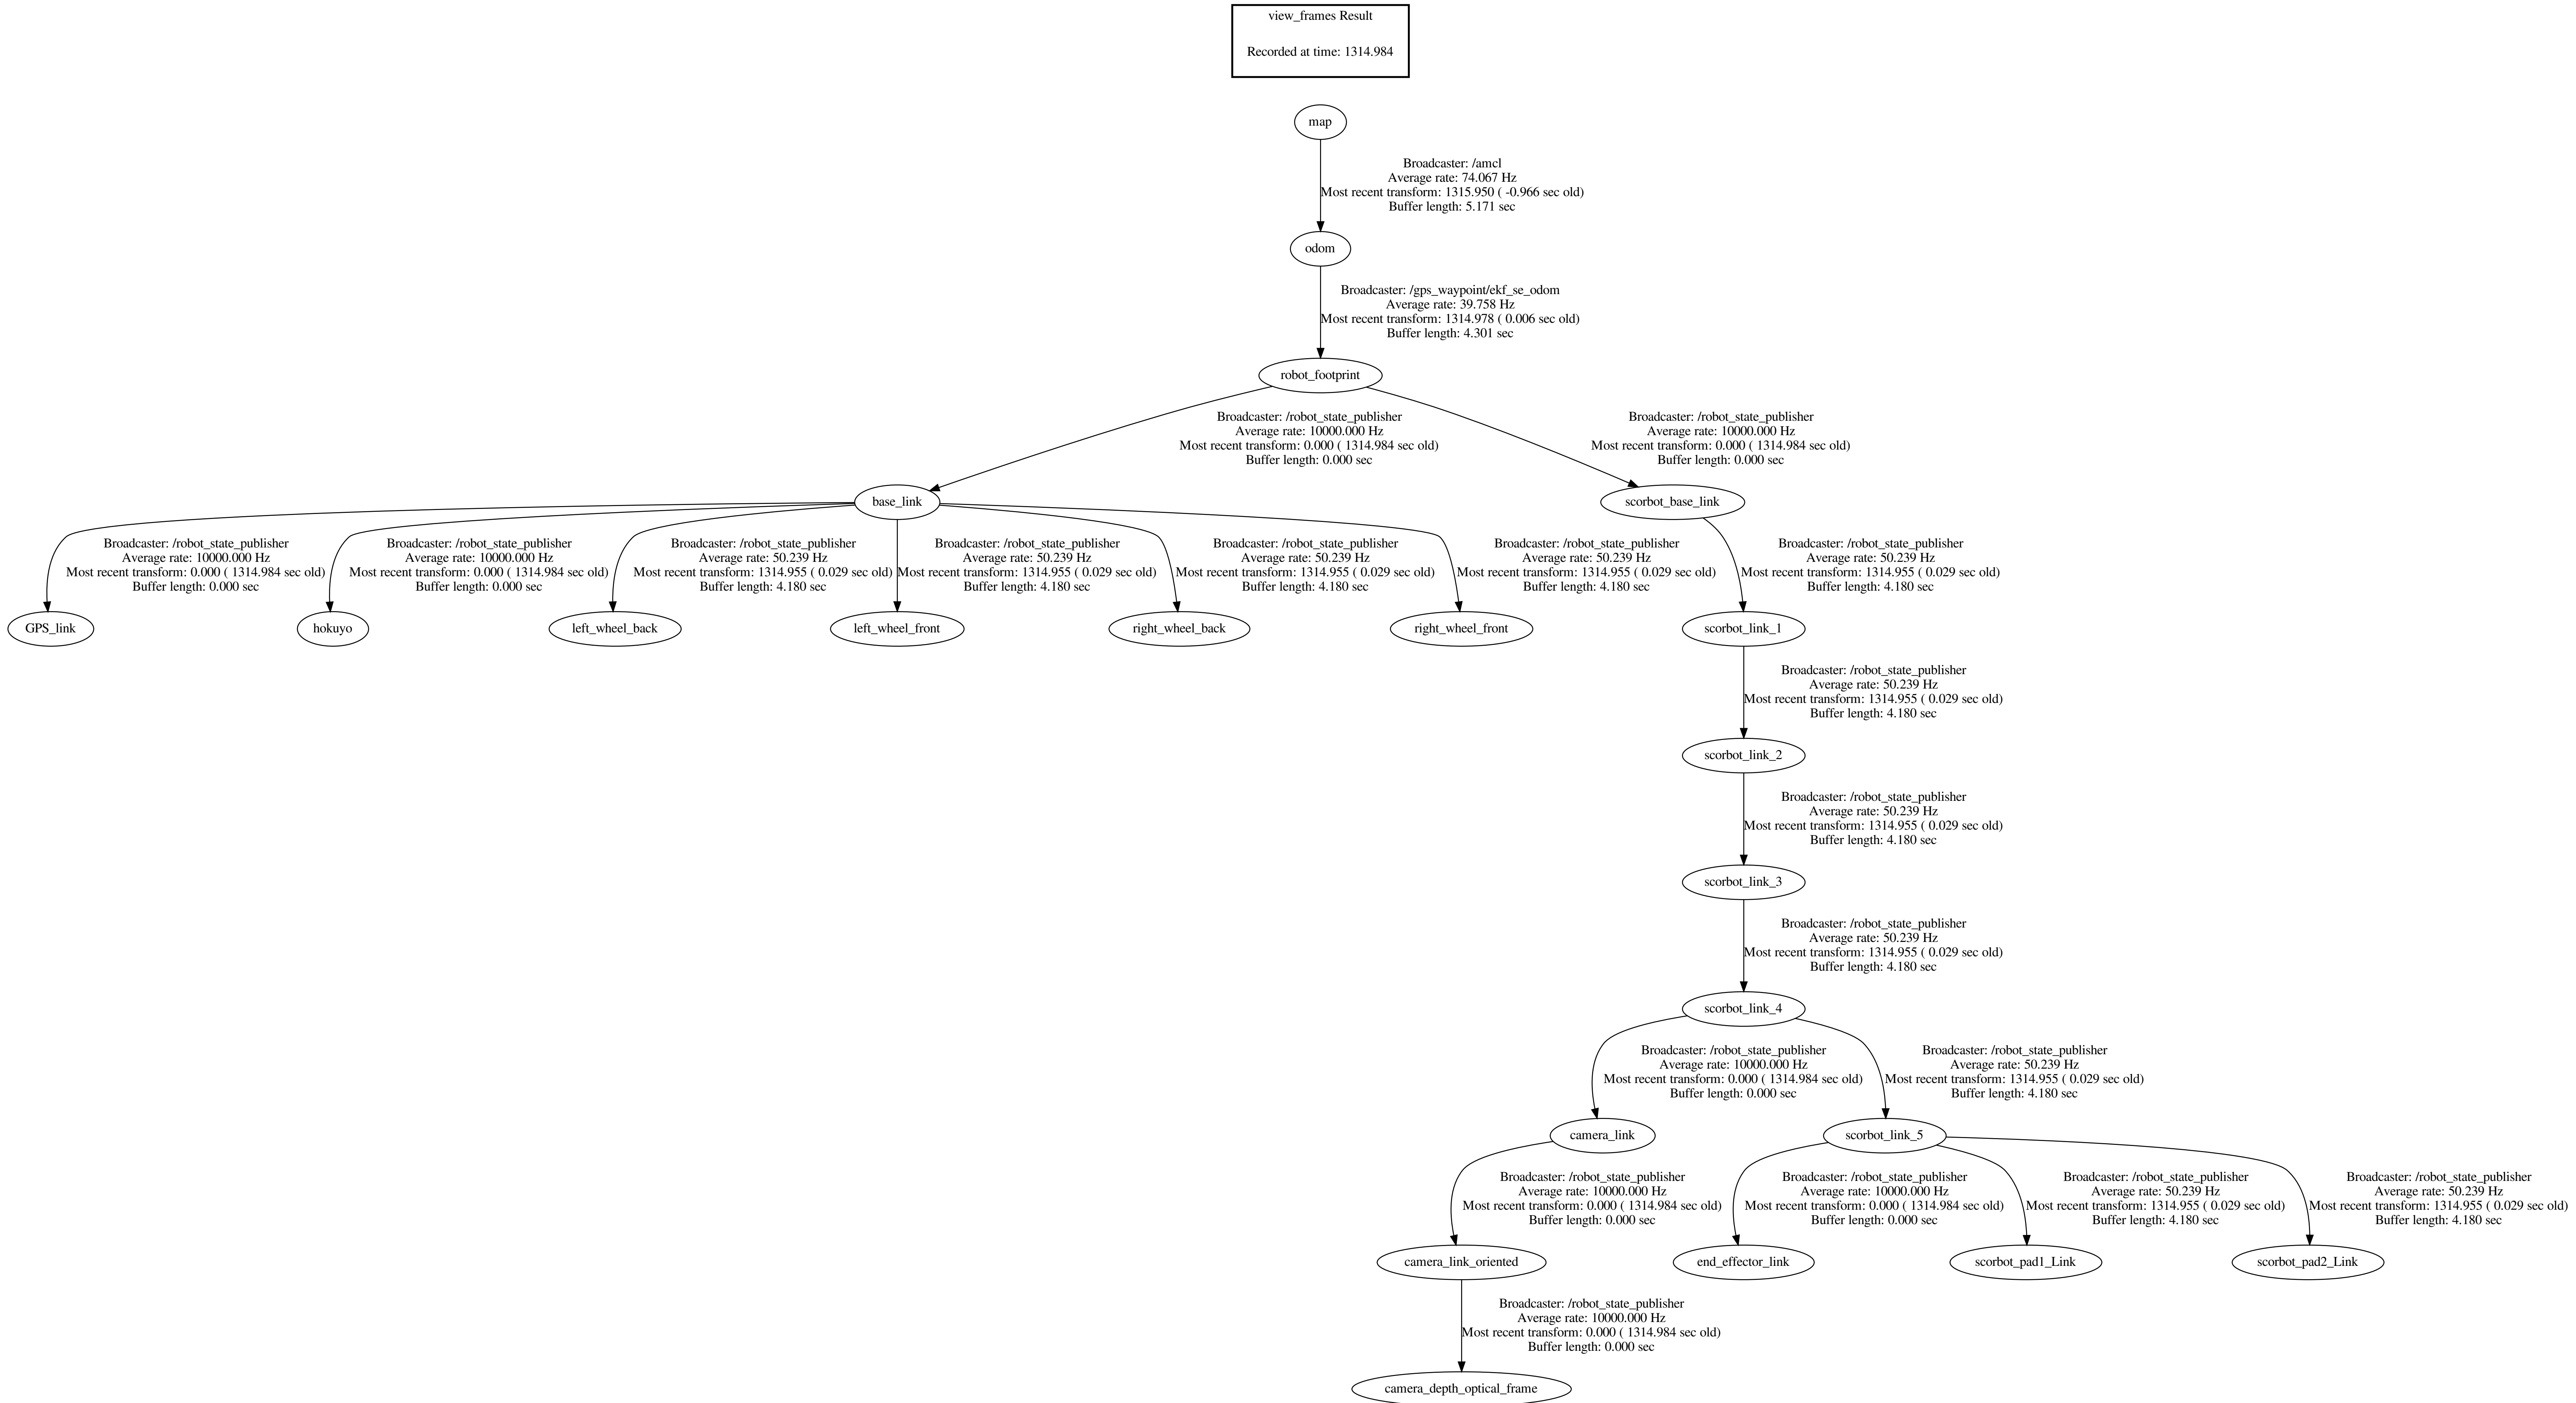 view_frames Result
Recorded at time: 1314.984
map
Broadcaster: /amcl
Average rate: 74.067 Hz
Most recent transform: 1315.950 ( -0.966 sec old)
Buffer length: 5.171 sec
odom
Broadcaster: /gps_waypoint/ekf_se_odom
Average rate: 39.758 Hz
Most recent transform: 1314.978 ( 0.006 sec old)
Buffer length: 4.301 sec
robot_footprint
Broadcaster: /robot_state_publisher
Average rate: 10000.000 Hz
Most recent transform: 0.000 ( 1314.984 sec old)
Buffer length: 0.000 sec
Broadcaster: /robot_state_publisher
Average rate: 10000.000 Hz
Most recent transform: 0.000 ( 1314.984 sec old)
Buffer length: 0.000 sec
base_link
scorbot_base_link
Broadcaster: /robot_state_publisher
Average rate: 10000.000 Hz
Most recent transform: 0.000 ( 1314.984 sec old)
Buffer length: 0.000 sec
Broadcaster: /robot_state_publisher
Average rate: 10000.000 Hz
Most recent transform: 0.000 ( 1314.984 sec old)
Buffer length: 0.000 sec
Broadcaster: /robot_state_publisher
Average rate: 50.239 Hz
Most recent transform: 1314.955 ( 0.029 sec old)
Buffer length: 4.180 sec
Broadcaster: /robot_state_publisher
Average rate: 50.239 Hz
Most recent transform: 1314.955 ( 0.029 sec old)
Buffer length: 4.180 sec
Broadcaster: /robot_state_publisher
Average rate: 50.239 Hz
Most recent transform: 1314.955 ( 0.029 sec old)
Buffer length: 4.180 sec
Broadcaster: /robot_state_publisher
Average rate: 50.239 Hz
Most recent transform: 1314.955 ( 0.029 sec old)
Buffer length: 4.180 sec
Broadcaster: /robot_state_publisher
Average rate: 50.239 Hz
Most recent transform: 1314.955 ( 0.029 sec old)
Buffer length: 4.180 sec
GPS_link
hokuyo
left_wheel_back
left_wheel_front
right_wheel_back
right_wheel_front
scorbot_link_1
Broadcaster: /robot_state_publisher
Average rate: 50.239 Hz
Most recent transform: 1314.955 ( 0.029 sec old)
Buffer length: 4.180 sec
scorbot_link_2
Broadcaster: /robot_state_publisher
Average rate: 50.239 Hz
Most recent transform: 1314.955 ( 0.029 sec old)
Buffer length: 4.180 sec
scorbot_link_3
Broadcaster: /robot_state_publisher
Average rate: 50.239 Hz
Most recent transform: 1314.955 ( 0.029 sec old)
Buffer length: 4.180 sec
scorbot_link_4
Broadcaster: /robot_state_publisher
Average rate: 10000.000 Hz
Most recent transform: 0.000 ( 1314.984 sec old)
Buffer length: 0.000 sec
Broadcaster: /robot_state_publisher
Average rate: 50.239 Hz
Most recent transform: 1314.955 ( 0.029 sec old)
Buffer length: 4.180 sec
camera_link
scorbot_link_5
Broadcaster: /robot_state_publisher
Average rate: 10000.000 Hz
Most recent transform: 0.000 ( 1314.984 sec old)
Buffer length: 0.000 sec
Broadcaster: /robot_state_publisher
Average rate: 10000.000 Hz
Most recent transform: 0.000 ( 1314.984 sec old)
Buffer length: 0.000 sec
Broadcaster: /robot_state_publisher
Average rate: 50.239 Hz
Most recent transform: 1314.955 ( 0.029 sec old)
Buffer length: 4.180 sec
Broadcaster: /robot_state_publisher
Average rate: 50.239 Hz
Most recent transform: 1314.955 ( 0.029 sec old)
Buffer length: 4.180 sec
camera_link_oriented
end_effector_link
scorbot_pad1_Link
scorbot_pad2_Link
Broadcaster: /robot_state_publisher
Average rate: 10000.000 Hz
Most recent transform: 0.000 ( 1314.984 sec old)
Buffer length: 0.000 sec
camera_depth_optical_frame